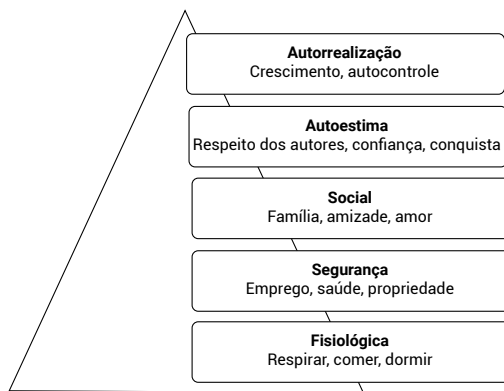 Autorrealização
Crescimento, autocontrole
Autoestima
Respeito dos autores, confiança, conquista
Social
Família, amizade, amor
Segurança
Emprego, saúde, propriedade
Fisiológica
Respirar, comer, dormir